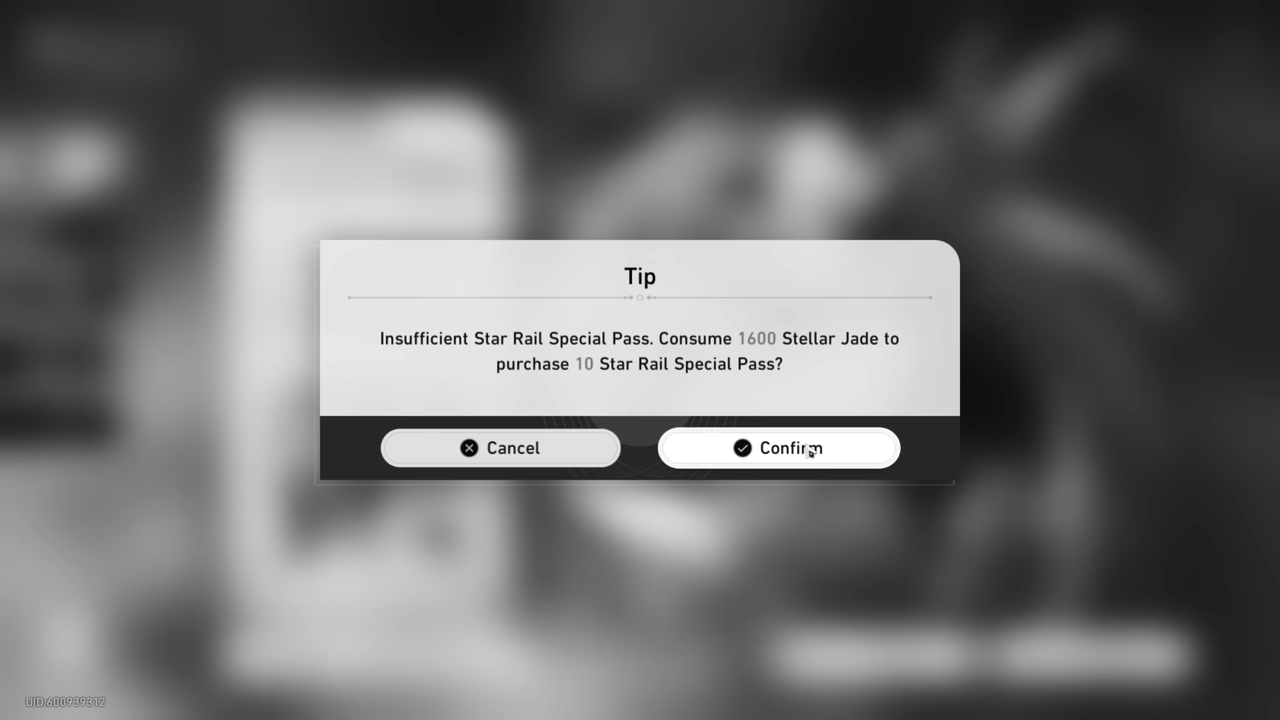 Tip
Insufficient Star Rail Special Pass. Consume 1600 Stellar Jade to
purchase 10 Star Rail Special Pass?
Cancel
Confirm
UID:600939312